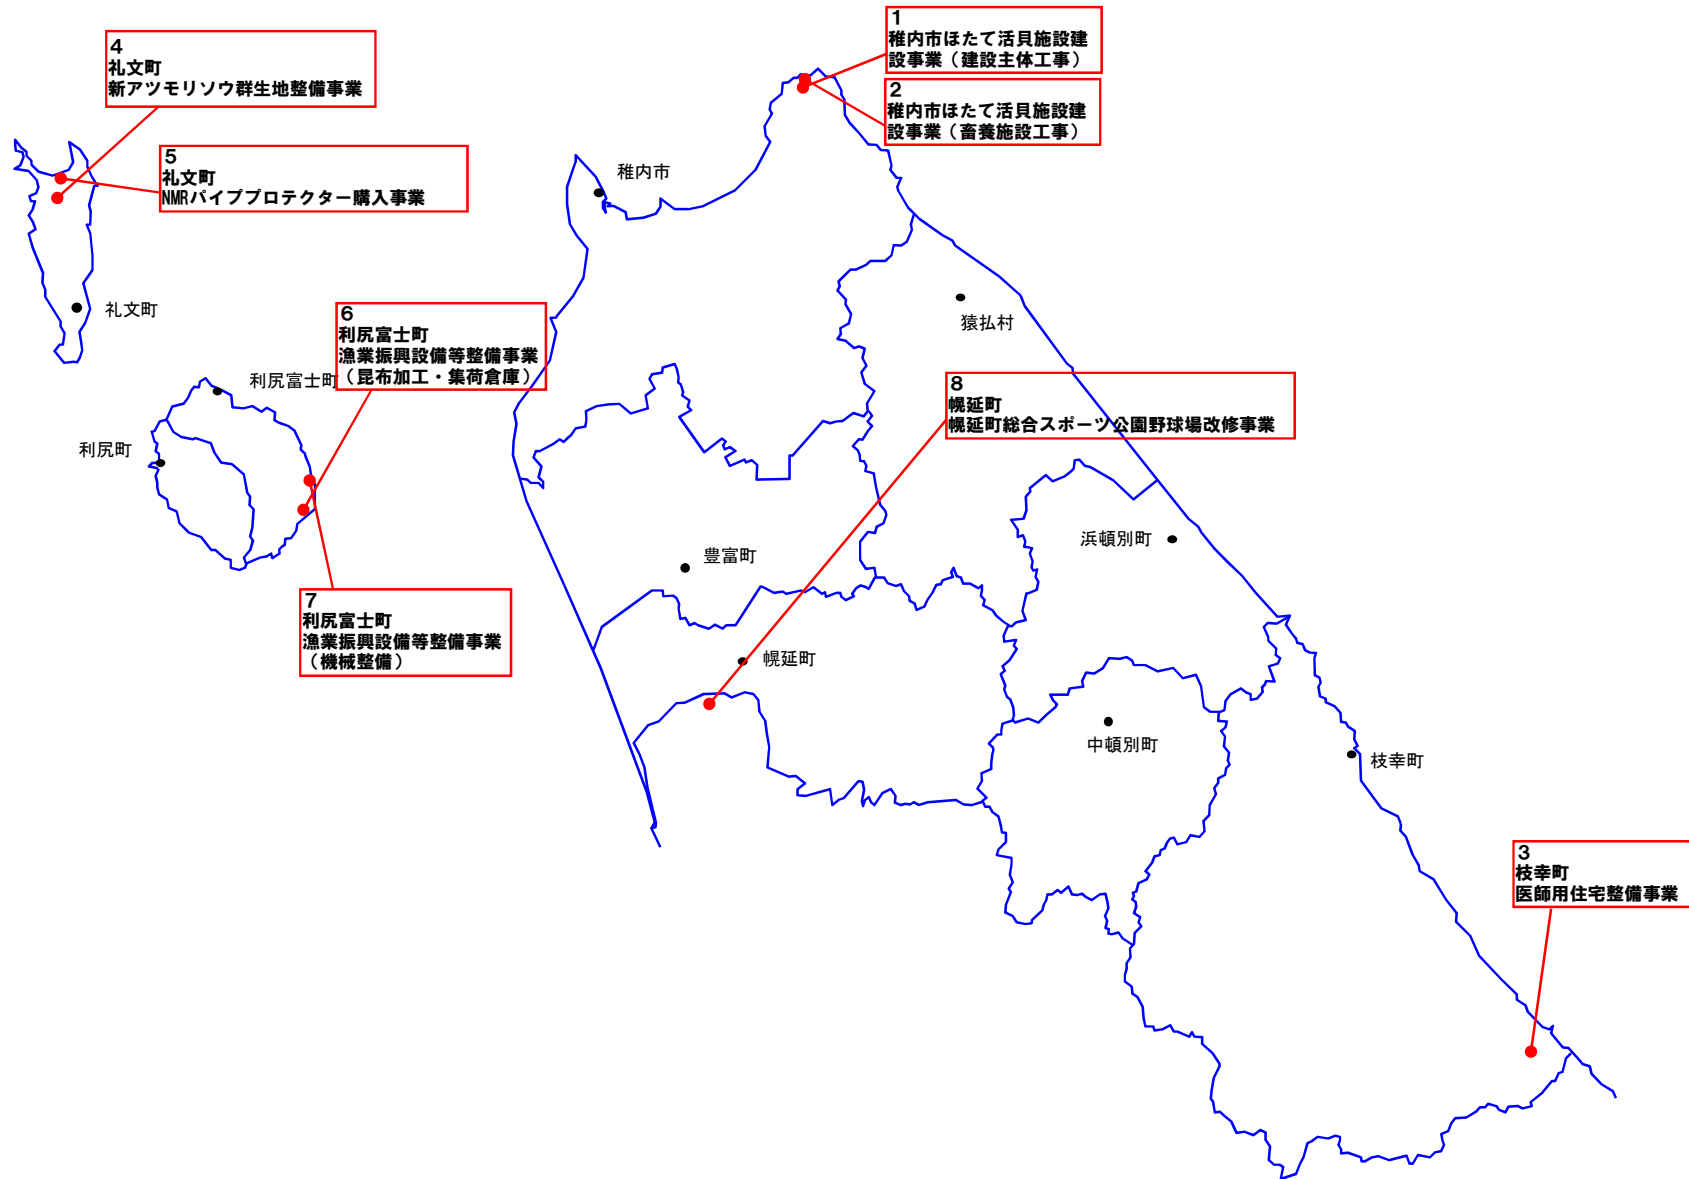 1
稚内市ほたて活貝施設建
設事業（建設主体工事）
2
稚内市ほたて活貝施設建
設事業（畜養施設工事）
4
礼文町
新アツモリソウ群生地整備事業
5
礼文町
NMRパイププロテクター購入事業
稚内市
礼文町
猿払村
6
利尻富士町
漁業振興設備等整備事業
（昆布加工・集荷倉庫）
利尻富士町
利尻町
8
幌延町
幌延町総合スポーツ公園野球場改修事業
浜頓別町
豊富町
7
利尻富士町
漁業振興設備等整備事業
（機械整備）
幌延町
中頓別町
枝幸町
3
枝幸町
医師用住宅整備事業